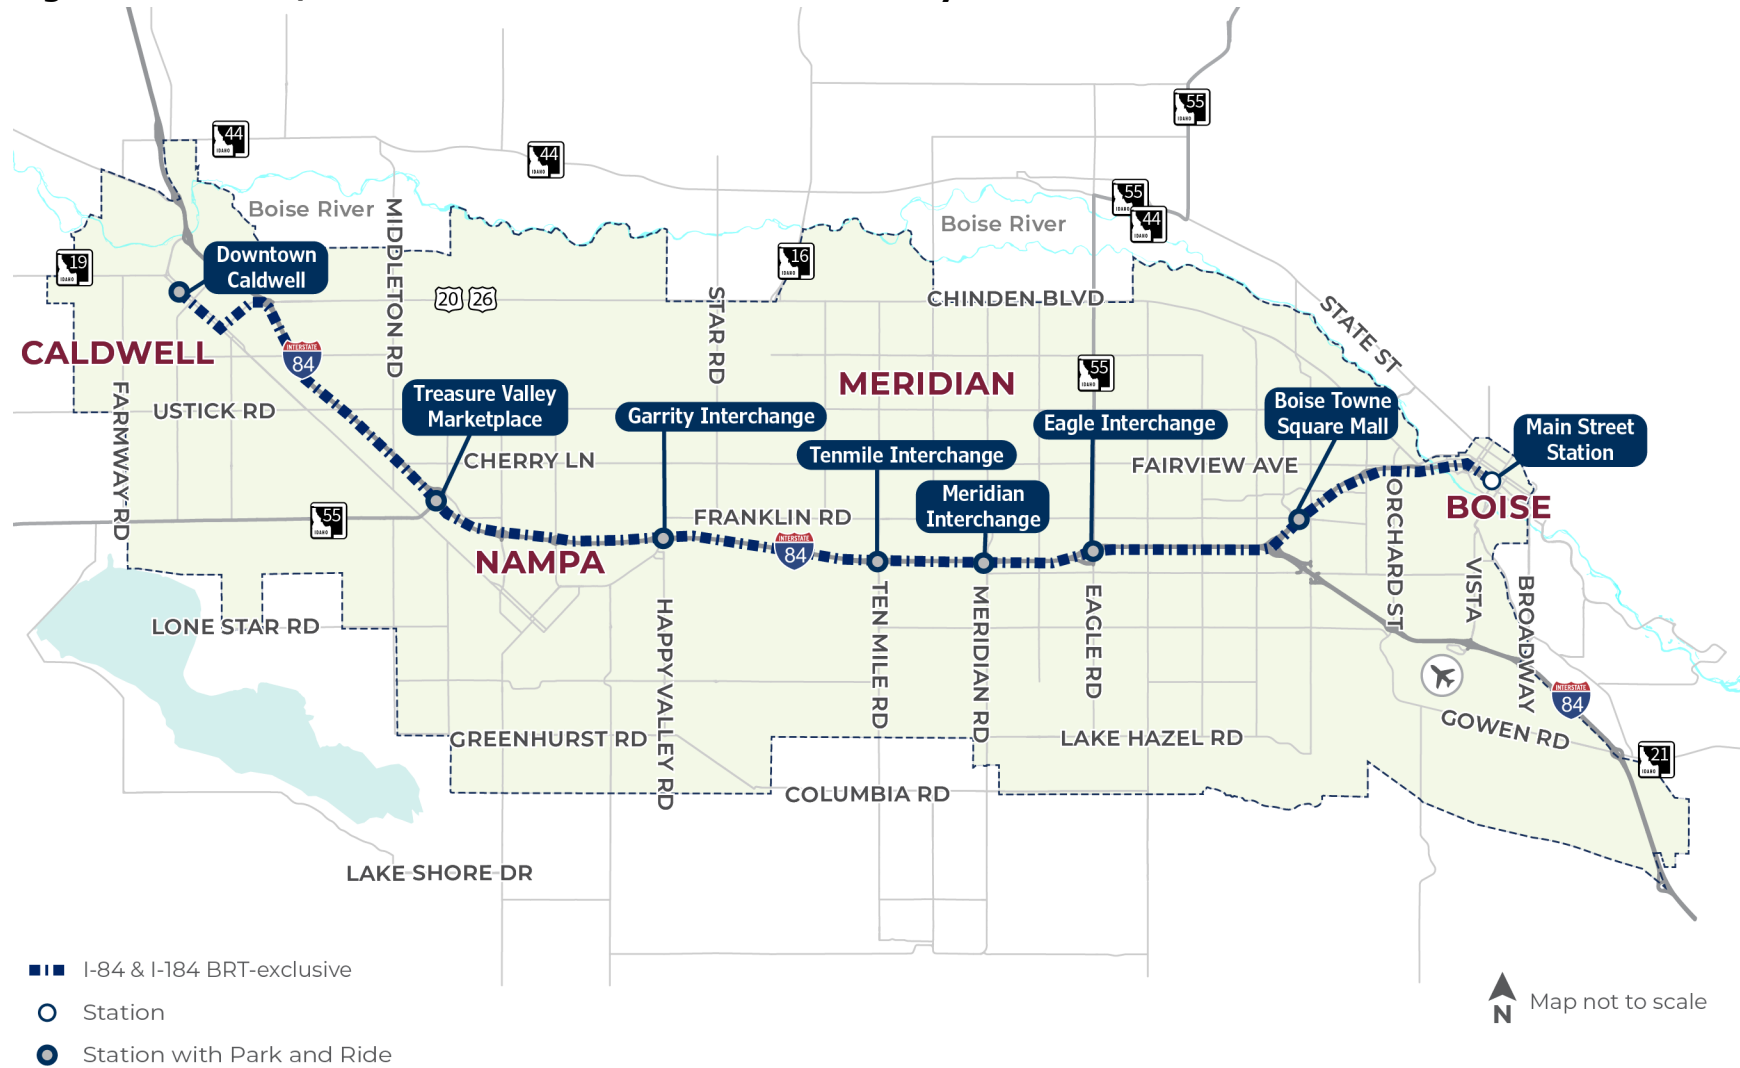 55
44
44
Boise River
MIDDLETON RD
55
44
Boise River
19
Downtown
Caldwell
16
20 26
STAR RD
CHINDEN BLVD
STATE ST
CALDWELL
INTERSTATE
84
MERIDIAN
55
FARMWAY RD
USTICK RD
Treasure Valley
Marketplace
Garrity Interchange
Eagle Interchange
Boise Towne
Square Mall
Main Street
Station
CHERRY LN
Tenmile Interchange
FAIRVIEW AVE
Meridian
Interchange
ORCHARD ST
BOISE
55
FRANKLIN RD
NAMPA
INTERSTATE
84
VISTA
BROADWAY
LONE STAR RD
HAPPY VALLEY RD
TEN MILE RD
MERIDIAN RD
EAGLE RD
INTERSTATE
84
GOWEN RD
GREENHURST RD
LAKE HAZEL RD
21
COLUMBIA RD
LAKE SHORE DR
I-84 & I-184 BRT-exclusive
Station
Station with Park and Ride
N
Map not to scale